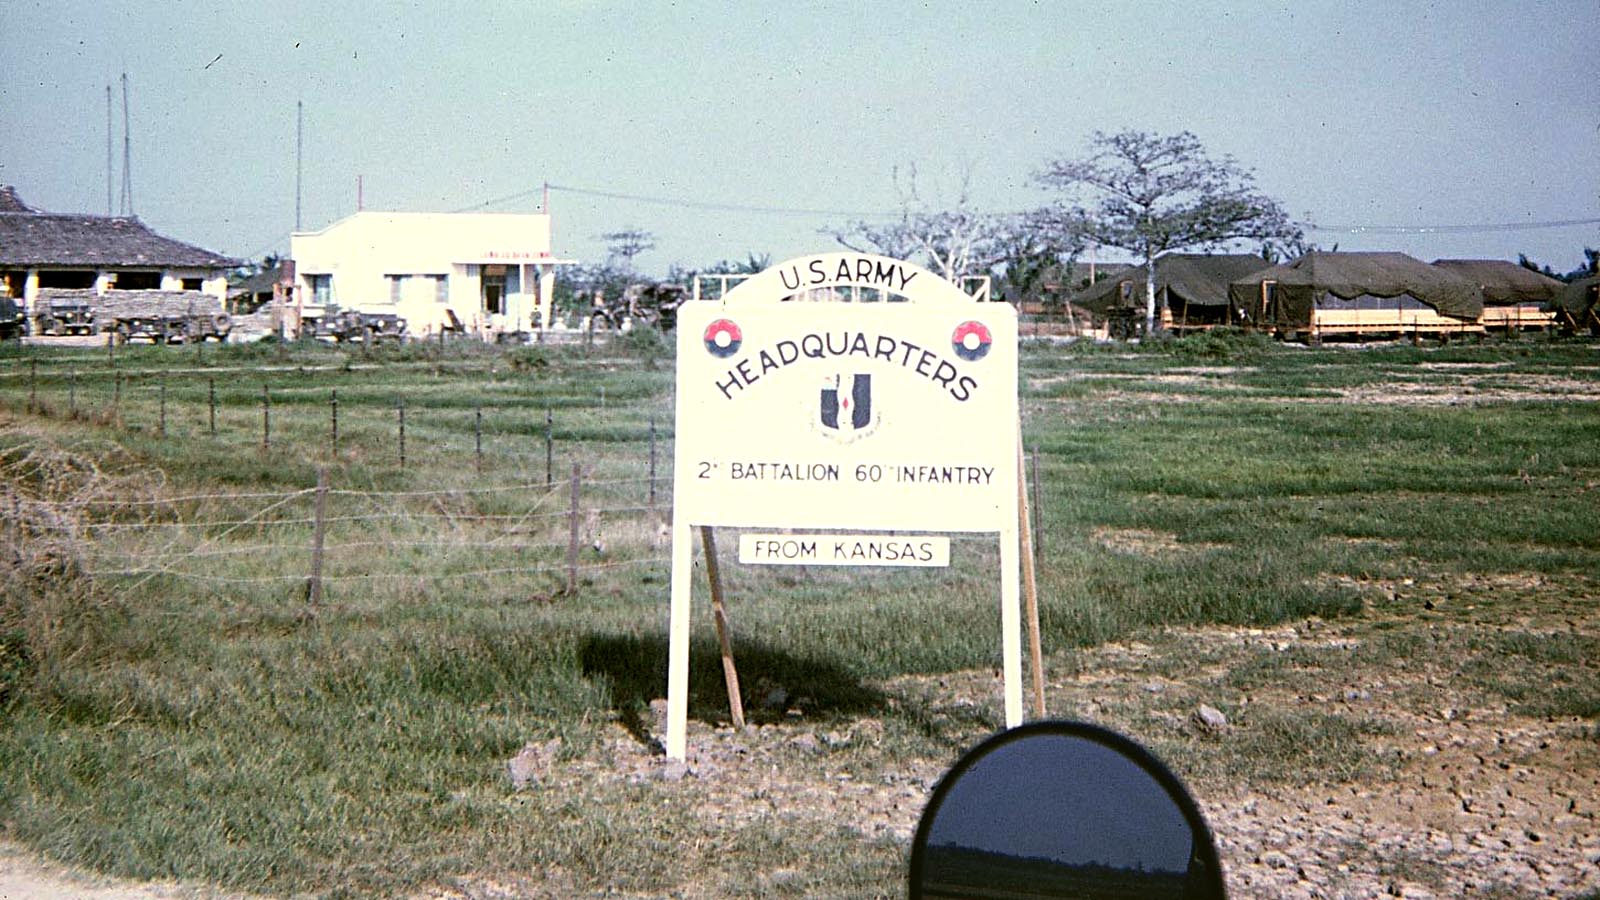 U.S. ARMY
HEADQUARTERS
2ᴺᴰ BATTALION 60ᵀᴴ INFANTRY
FROM KANSAS